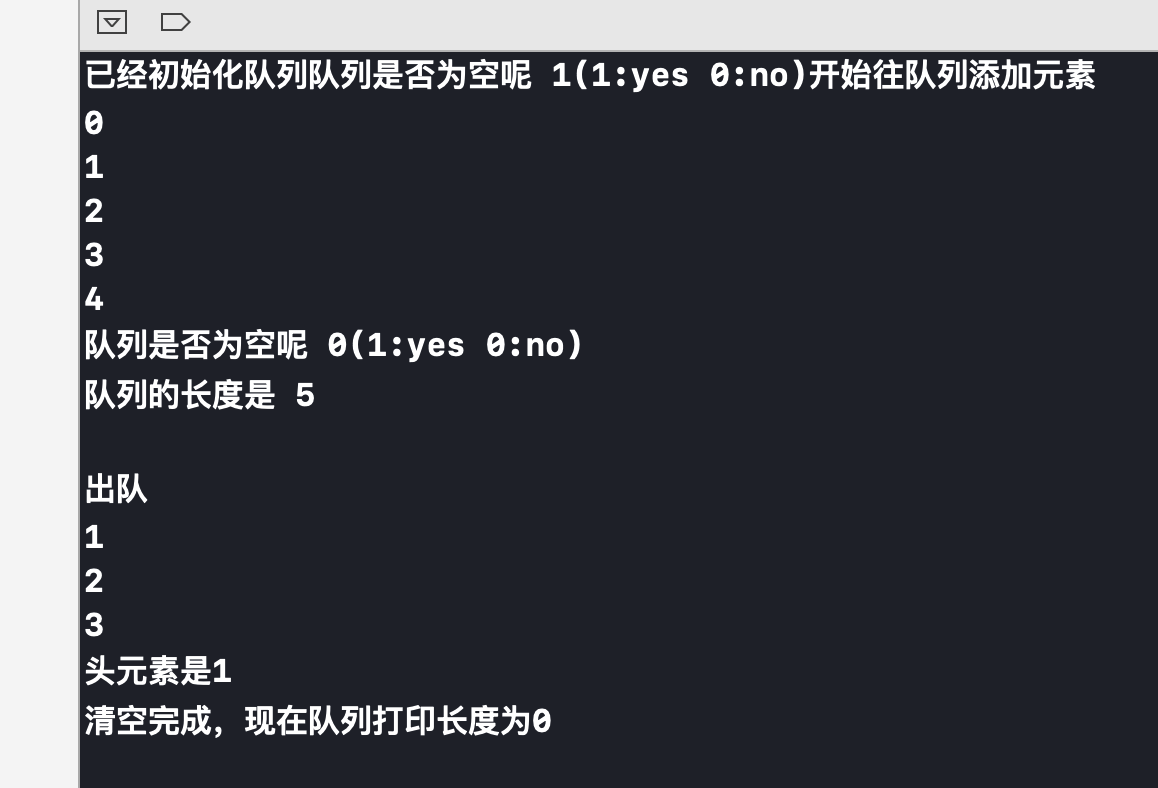 已经初始化队列队列是否为空呢 1(1:yes 0:no)开始往队列添加元素
0
1
2
3
4
队列是否为空呢 0(1:yes 0:no)
队列的长度是 5
出队
1
2
3
头元素是1
清空完成，现在队列打印长度为0